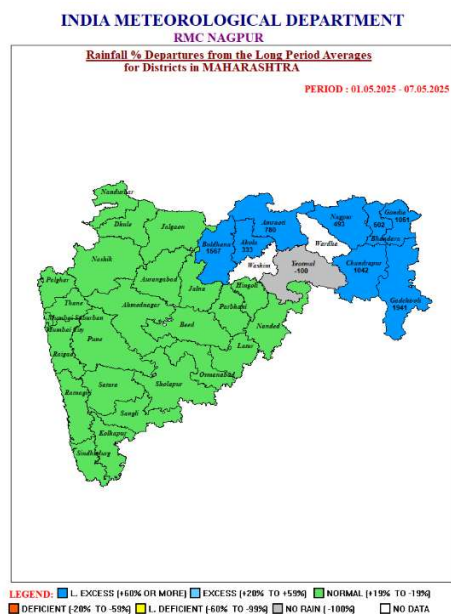 INDIA METEOROLOGICAL DEPARTMENT
RMC NAGPUR
Rainfall % Departures from the Long Period Averages
for Districts in MAHARASHTRA
PERIOD : 01.05.2025 - 07.05.2025
Nandurbar
Dhule
Jalgaon
Nashik
Buldhana
1567
Akola
333
Amravati
780
Nagpur
493
Gondia
1051
502
Bhandara
Wardha
Washim
Yeotmal
-100
Chandrapur
1042
Gadchiroli
1941
Palghar
Thane
Mumbai Suburban
Mumbai City
Raigad
Aurangabad
Jalna
Hingoli
Parbhani
Ahmadnagar
Beed
Nanded
Pune
Latur
Osmanabad
Satara
Sholapur
Sangli
Kolhapur
Sindhudurg
LEGEND: L. EXCESS (+60% OR MORE) EXCESS (+20% TO +59%) NORMAL (+19% TO -19%)
DEFICIENT (-20% TO -59%) L. DEFICIENT (-60% TO -99%) NO RAIN (-100%) NO DATA